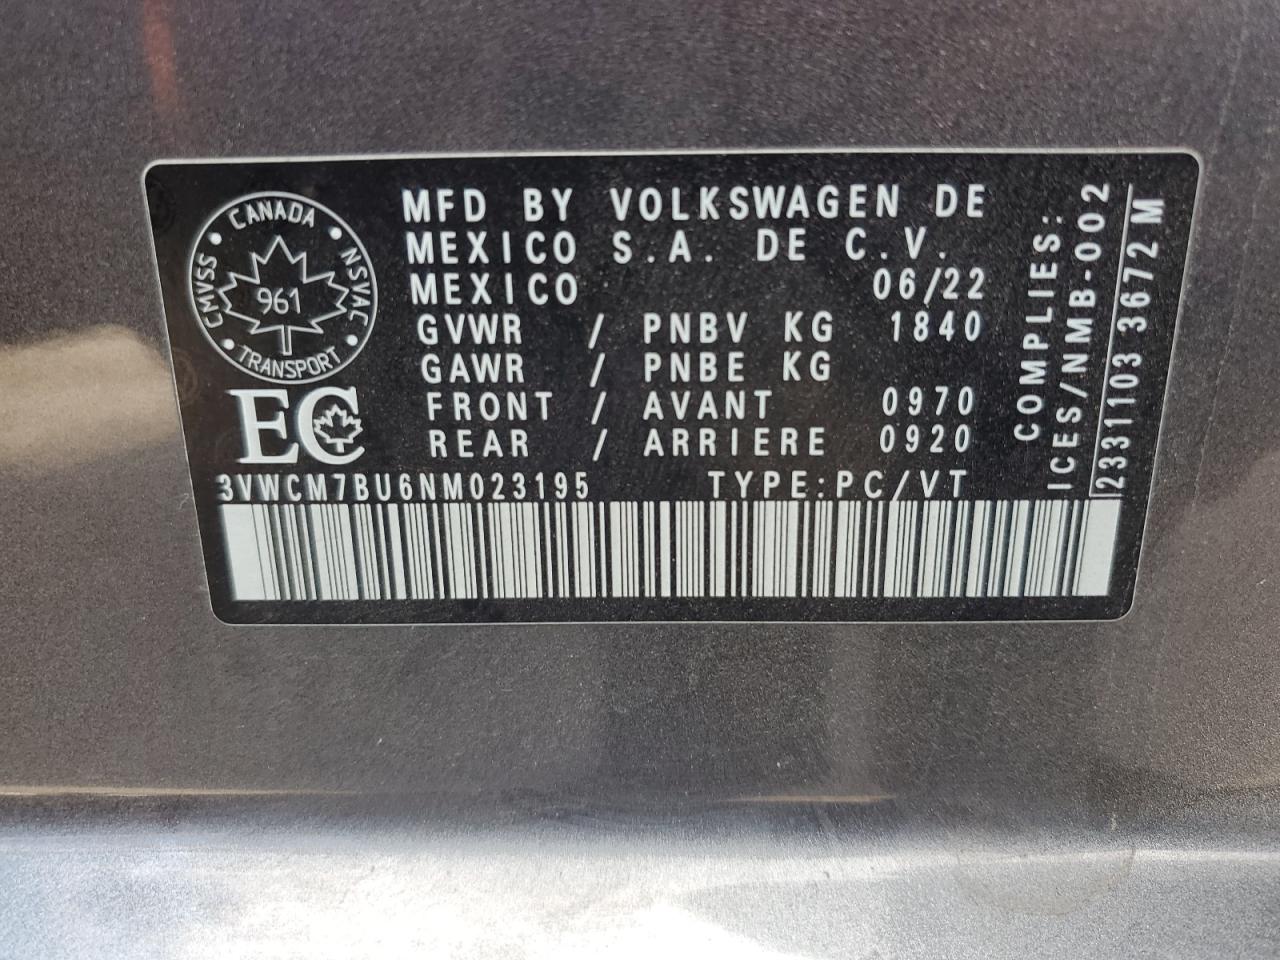 CANADA
CMVSS
NSVAC
961
TRANSPORT
EC
MFD BY VOLKSWAGEN DE
MEXICO S.A. DE C.V.
MEXICO 06/22
GVWR / PNBV KG 1840
GAWR / PNBE KG
FRONT / AVANT 0970
REAR / ARRIERE 0920
3VWCM7BU6NM023195 TYPE:PC/VT
COMPLIES:
ICES/NMB-002
2331103 3672 M